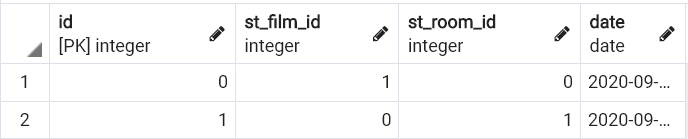 id st_film_id st_room_id date
[PK] integer integer integer date
1 0 1 0 2020-09-...
2 1 0 1 2020-09-...